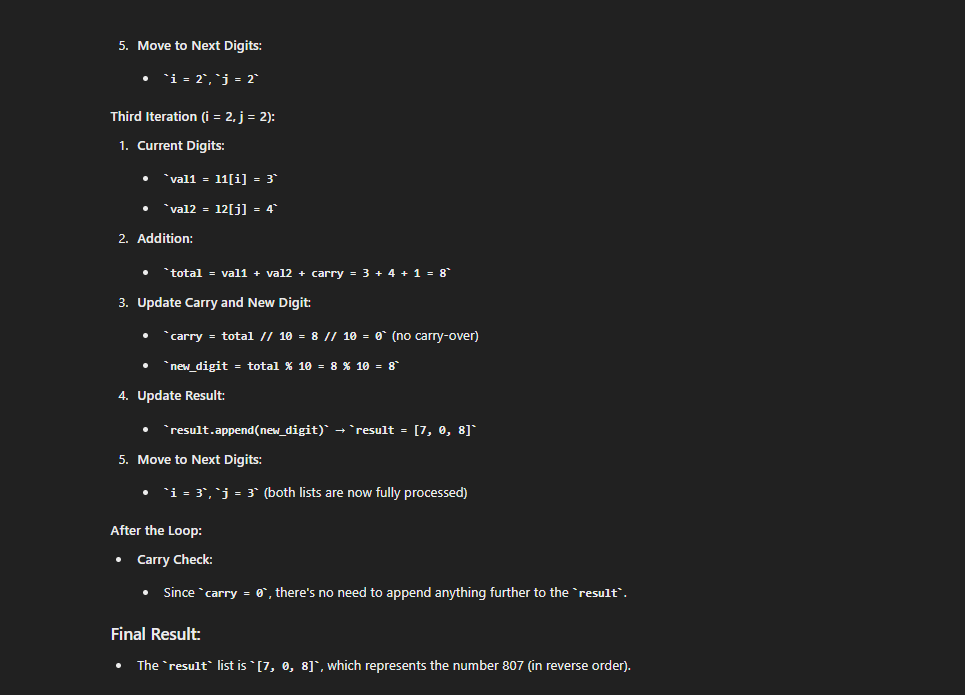 5. Move to Next Digits:
• `i = 2`, `j = 2`
Third Iteration (i = 2, j = 2):
1. Current Digits:
• `val1 = l1[i] = 3`
• `val2 = l2[j] = 4`
2. Addition:
• `total = val1 + val2 + carry = 3 + 4 + 1 = 8`
3. Update Carry and New Digit:
• `carry = total // 10 = 8 // 10 = 0` (no carry-over)
• `new_digit = total % 10 = 8 % 10 = 8`
4. Update Result:
• `result.append(new_digit)` → `result = [7, 0, 8]`
5. Move to Next Digits:
• `i = 3`, `j = 3` (both lists are now fully processed)
After the Loop:
• Carry Check:
• Since `carry = 0`, there's no need to append anything further to the `result`.
Final Result:
• The `result` list is `[7, 0, 8]`, which represents the number 807 (in reverse order).